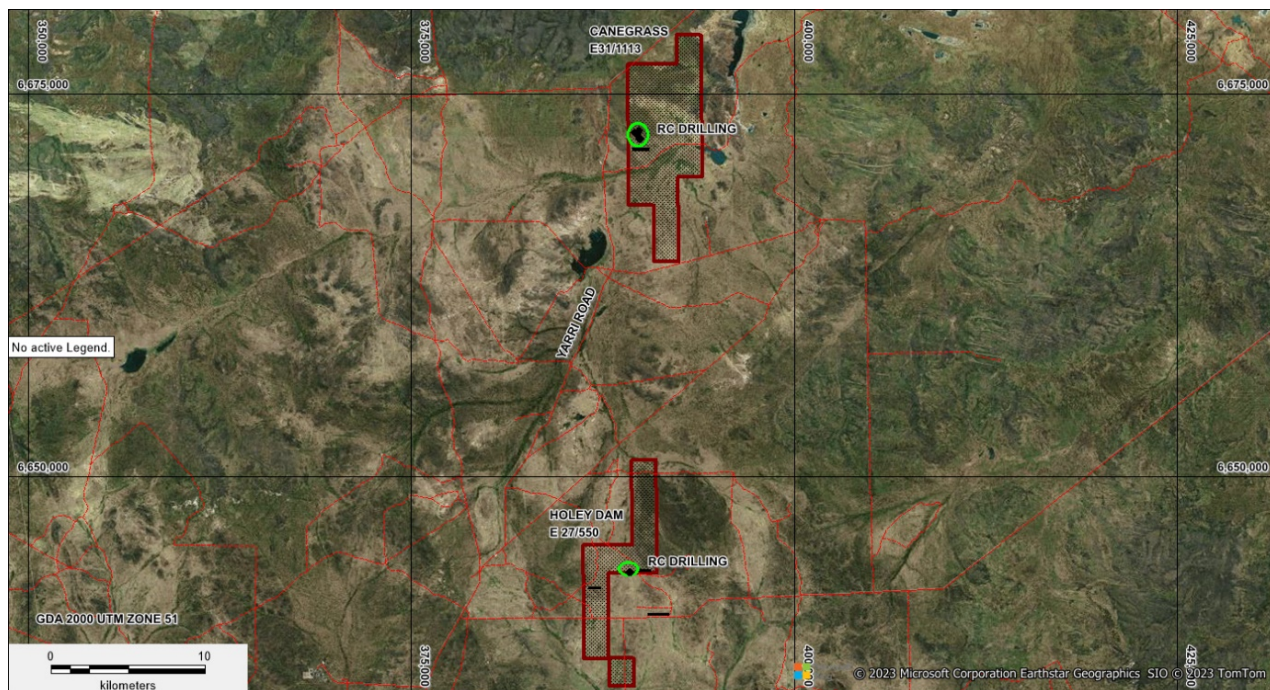 350,000
375,000
400,000
425,000
CANEGRASS
E31/1113
6,675,000
6,675,000
RC DRILLING
YARRI ROAD
No active Legend.
6,650,000
6,650,000
HOLEY DAM
E 27/550
RC DRILLING
GDA 2000 UTM ZONE 51
0
10
kilometers
375,000
400,000
425,000
© 2023 Microsoft Corporation Earthstar Geographics SIO © 2023 TomTom